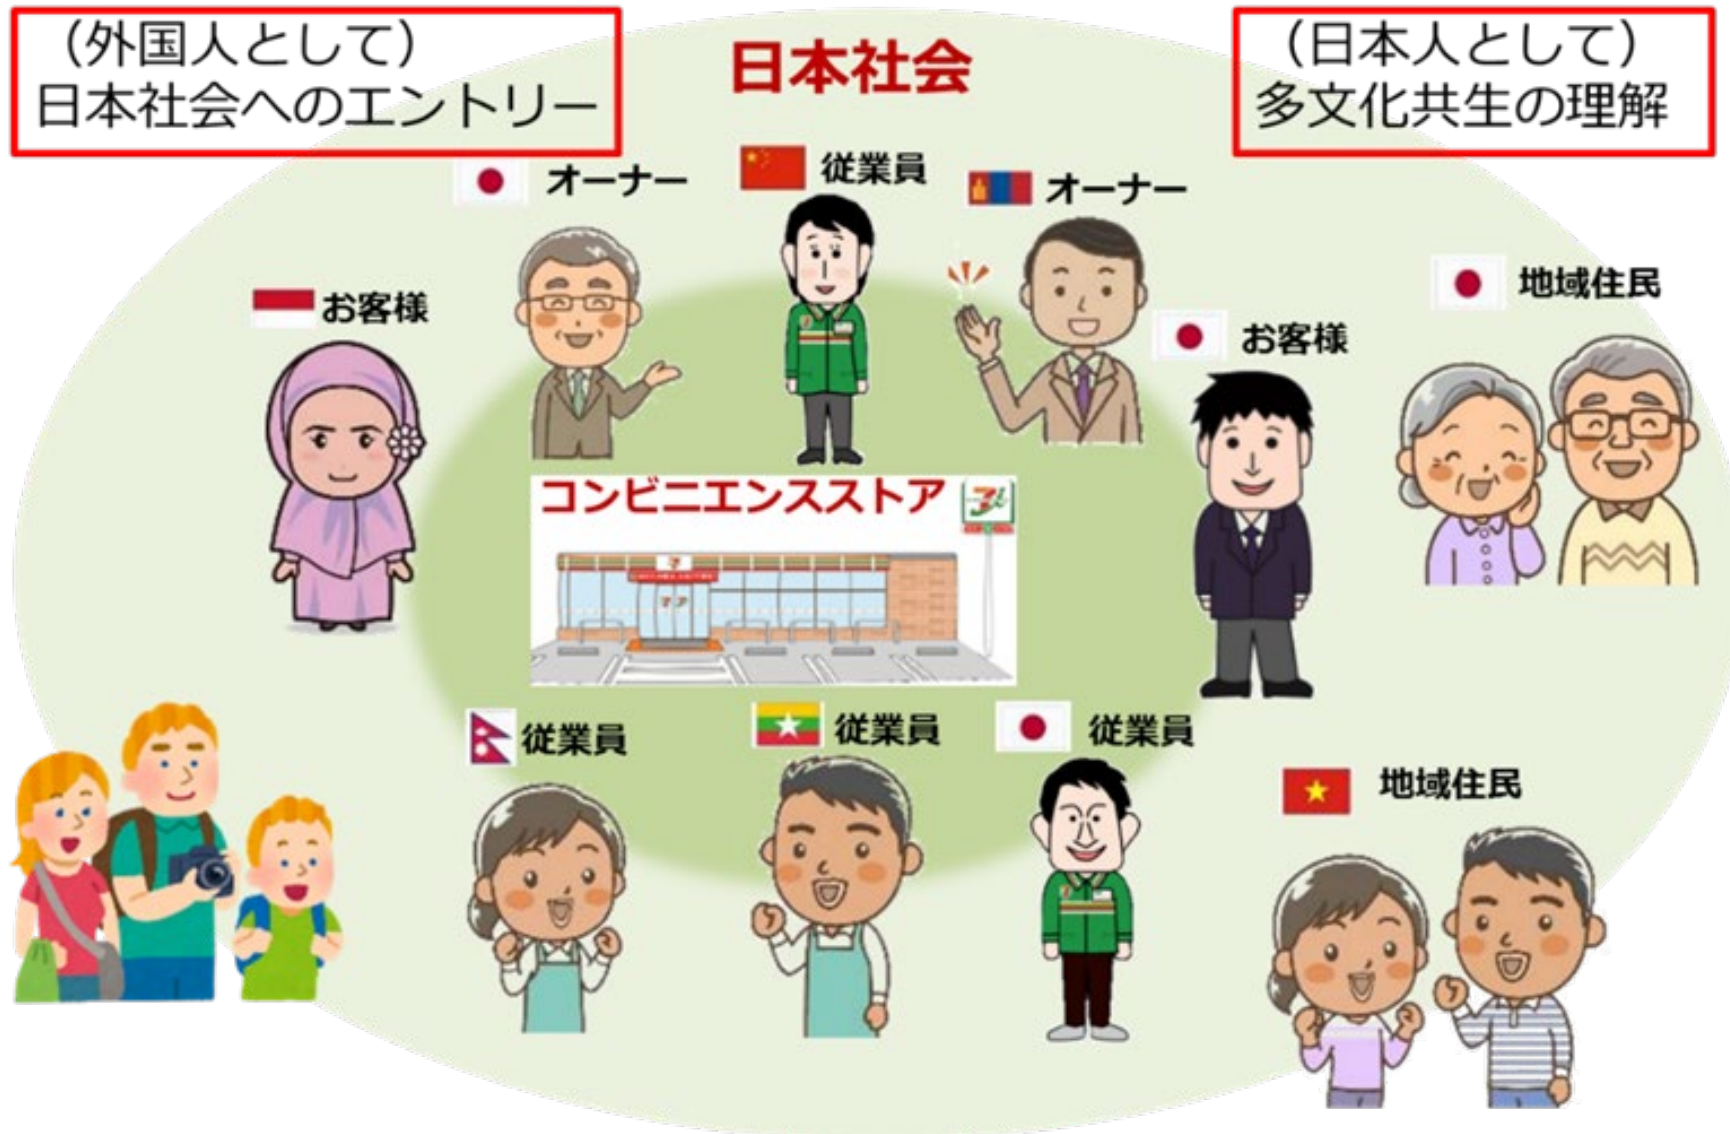 （外国人として）
日本社会へのエントリー
日本社会
（日本人として）
多文化共生の理解
オーナー
従業員
オーナー
お客様
お客様
地域住民
コンビニエンスストア
従業員
従業員
従業員
地域住民